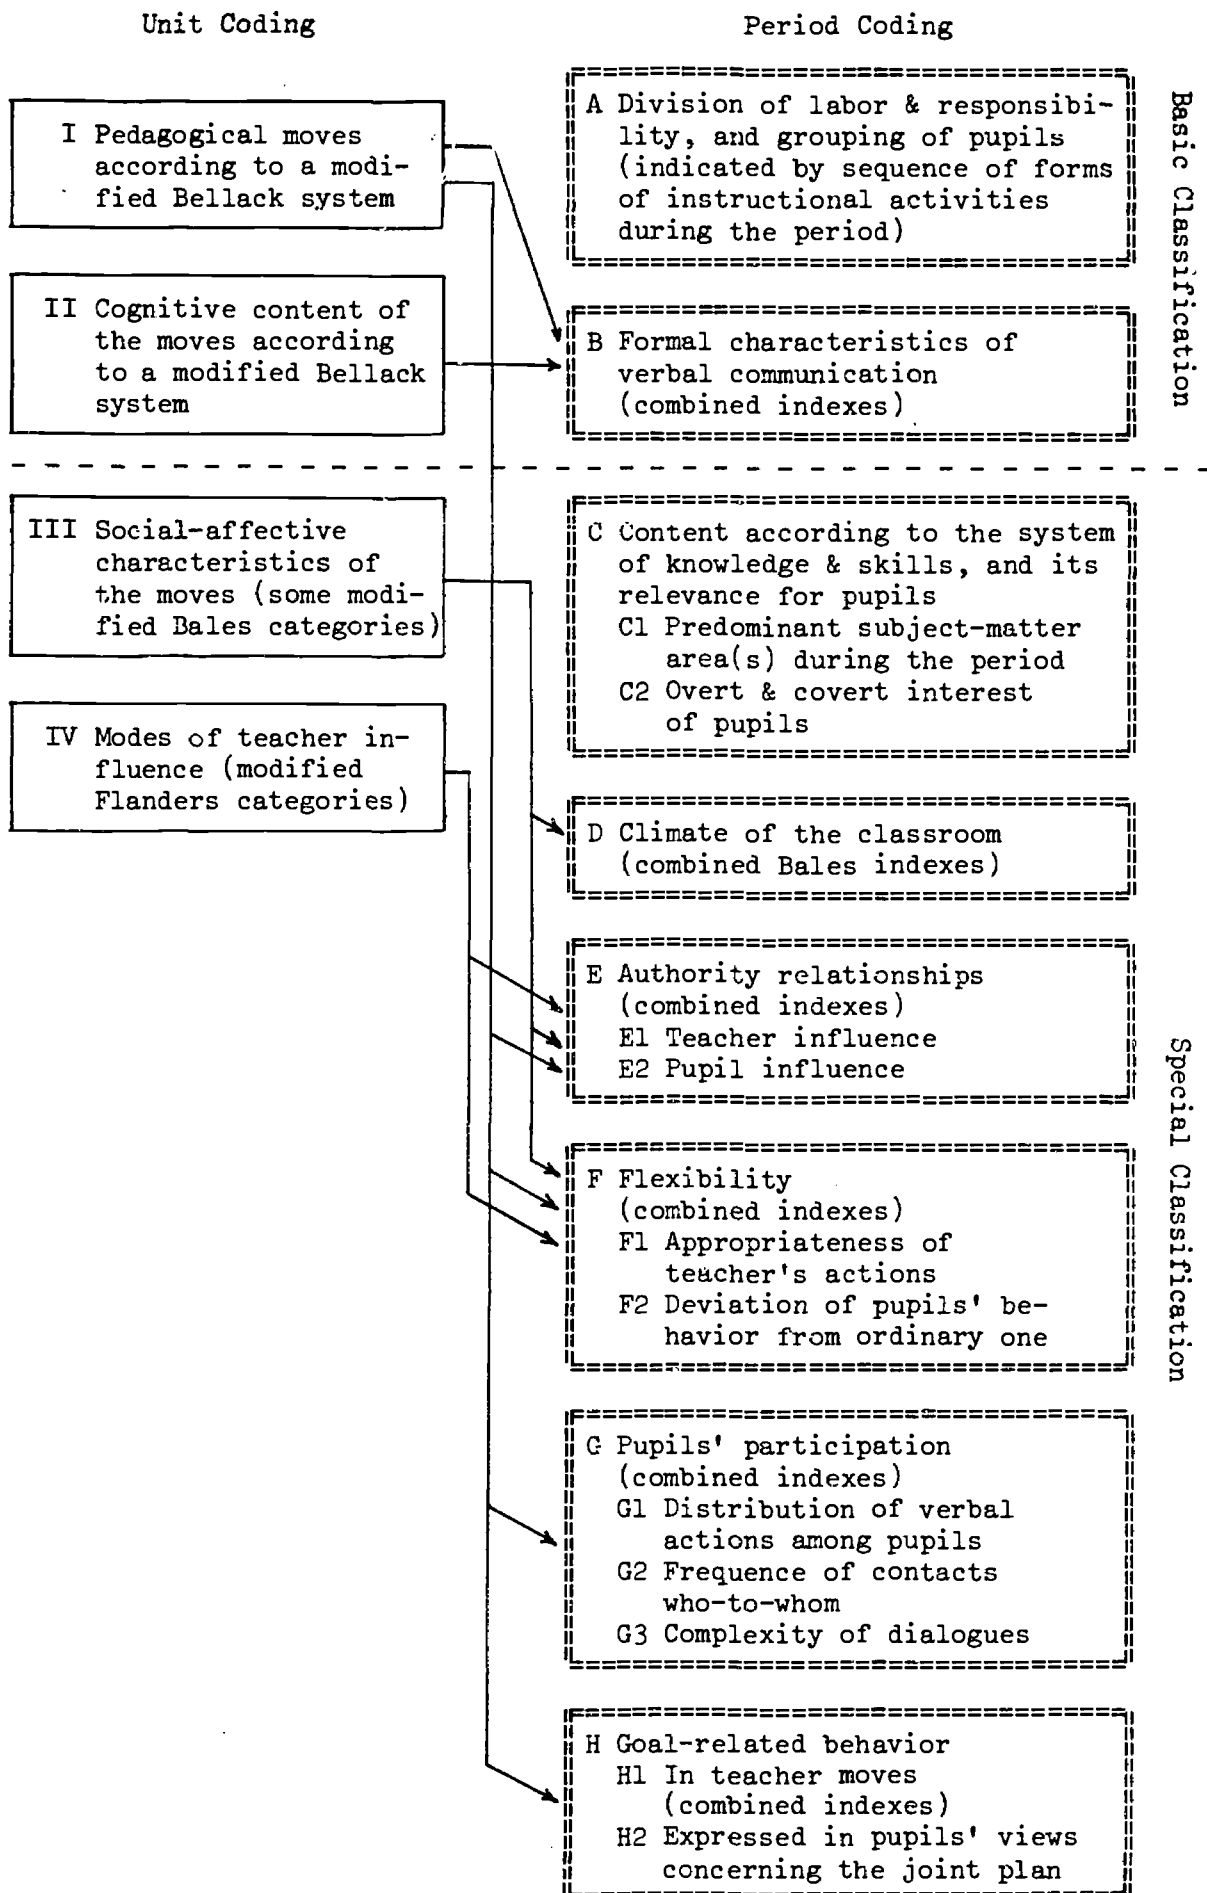 Unit Coding
Period Coding
I Pedagogical moves
according to a modi-
fied Bellack system
II Cognitive content of
the moves according
to a modified Bellack
system
III Social-affective
characteristics of
the moves (some modi-
fied Bales categories)
IV Modes of teacher in-
fluence (modified
Flanders categories)
A Division of labor & responsibi-
lity, and grouping of pupils
(indicated by sequence of forms
of instructional activities
during the period)
B Formal characteristics of
verbal communication
(combined indexes)
C Content according to the system
of knowledge & skills, and its
relevance for pupils
C1 Predominant subject-matter
area(s) during the period
C2 Overt & covert interest
of pupils
D Climate of the classroom
(combined Bales indexes)
E Authority relationships
(combined indexes)
E1 Teacher influence
E2 Pupil influence
F Flexibility
(combined indexes)
F1 Appropriateness of
teacher's actions
F2 Deviation of pupils' be-
havior from ordinary one
G Pupils' participation
(combined indexes)
G1 Distribution of verbal
actions among pupils
G2 Frequence of contacts
who-to-whom
G3 Complexity of dialogues
H Goal-related behavior
H1 In teacher moves
(combined indexes)
H2 Expressed in pupils' views
concerning the joint plan
Basic Classification
Special Classification